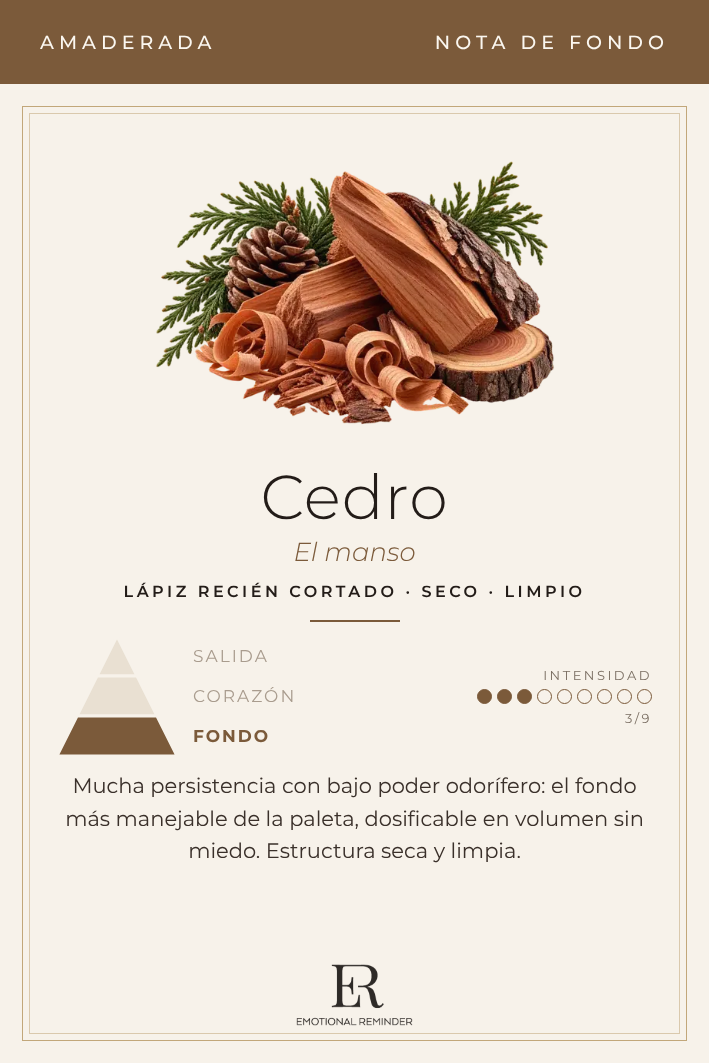 AMADERADA
NOTA DE FONDO
Cedro
El manso
LÁPIZ RECIÉN CORTADO · SECO · LIMPIO
SALIDA
CORAZÓN
FONDO
INTENSIDAD
3/9
Mucha persistencia con bajo poder odorífero: el fondo
más manejable de la paleta, dosificable en volumen sin
miedo. Estructura seca y limpia.
ER
EMOTIONAL REMINDER